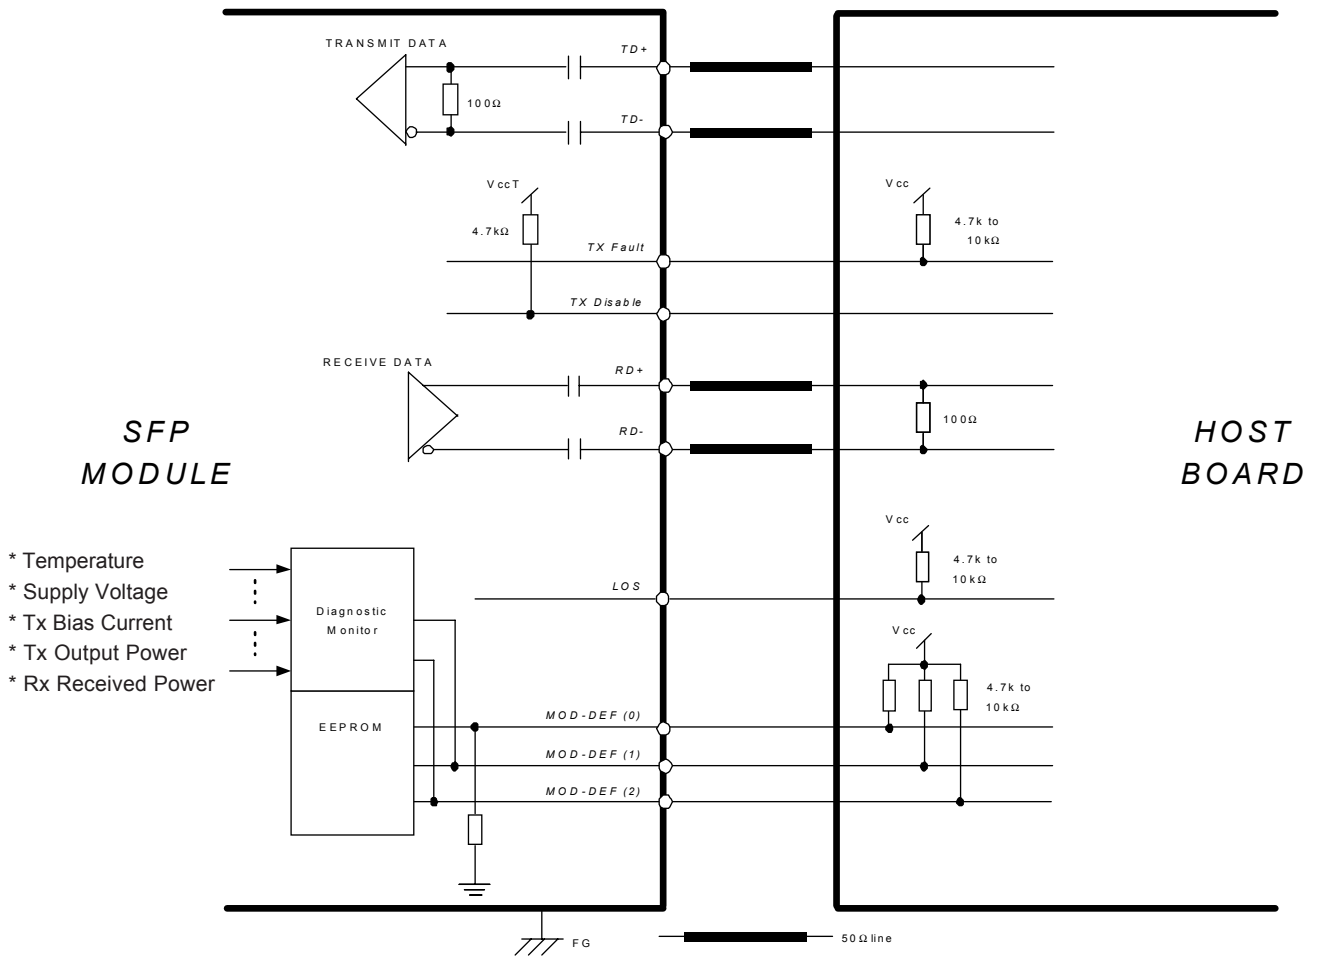 TRANSMIT DATA
TD+
100Ω
TD-
VccT
4.7kΩ
TX Fault
TX Disable
Vcc
4.7k to
10kΩ
RECEIVE DATA
RD+
RD-
100Ω
SFP
MODULE
HOST
BOARD
* Temperature
* Supply Voltage
* Tx Bias Current
* Tx Output Power
* Rx Received Power
Diagnostic
Monitor
EEPROM
LOS
Vcc
4.7k to
10kΩ
Vcc
4.7k to
10kΩ
MOD-DEF (0)
MOD-DEF (1)
MOD-DEF (2)
FG
50Ω line